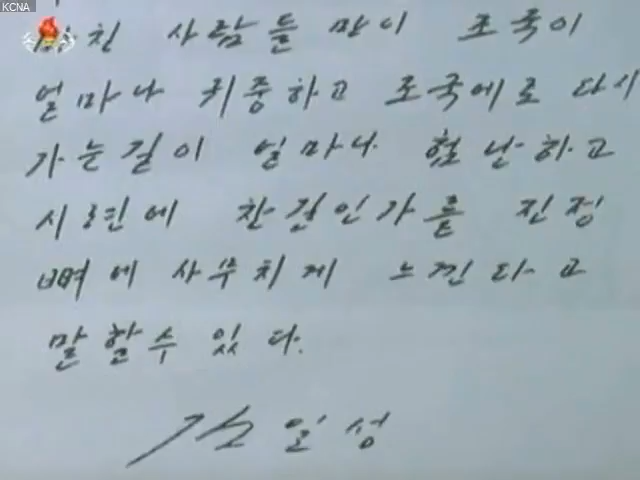 KCNA
친 사람들 만이 조국이
얼마나 귀중하고 조국에로 다시
가는길이 얼마나 험난하고
시련에 찬길인가를 진정
뼈에 사무치게 느낀다고
말할수 있다.
김일성